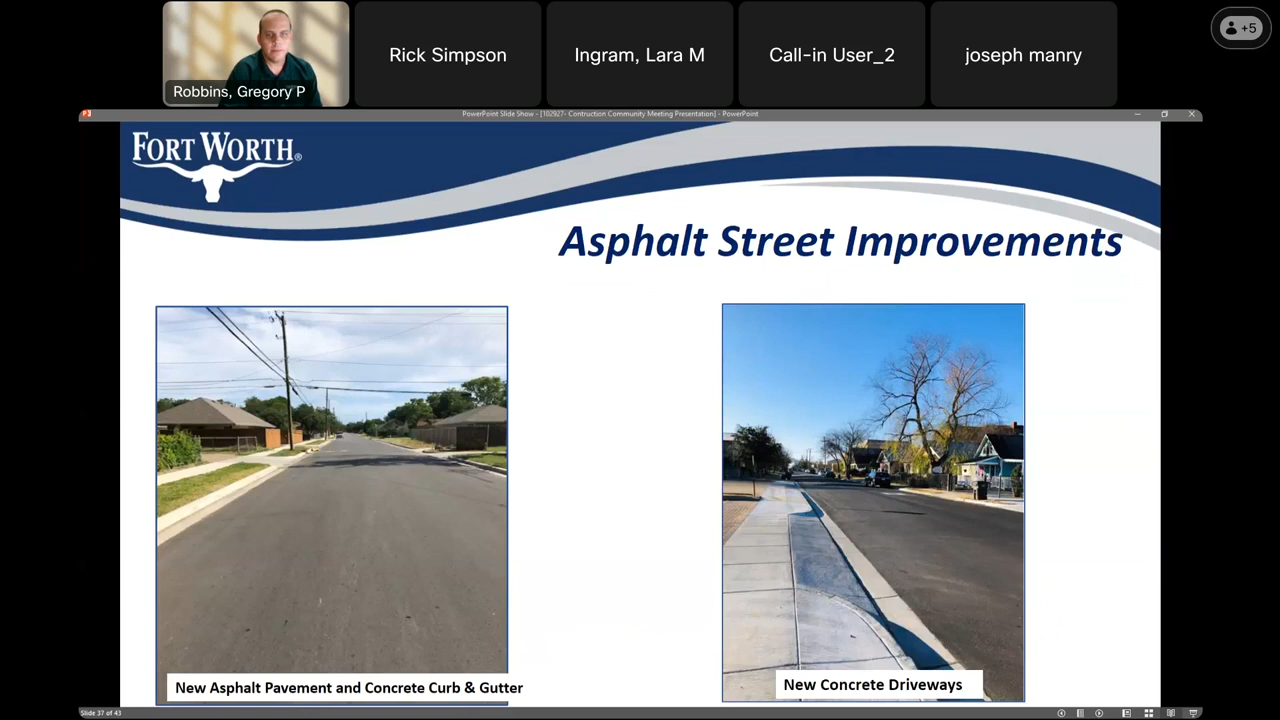 Robbins, Gregory P
Rick Simpson
Ingram, Lara M
Call-in User_2
joseph manry
+5
PowerPoint Slide Show - [102927- Contruction Community Meeting Presentation] - PowerPoint
FORT WORTH®
Asphalt Street Improvements
New Asphalt Pavement and Concrete Curb & Gutter
New Concrete Driveways
Slide 37 of 43